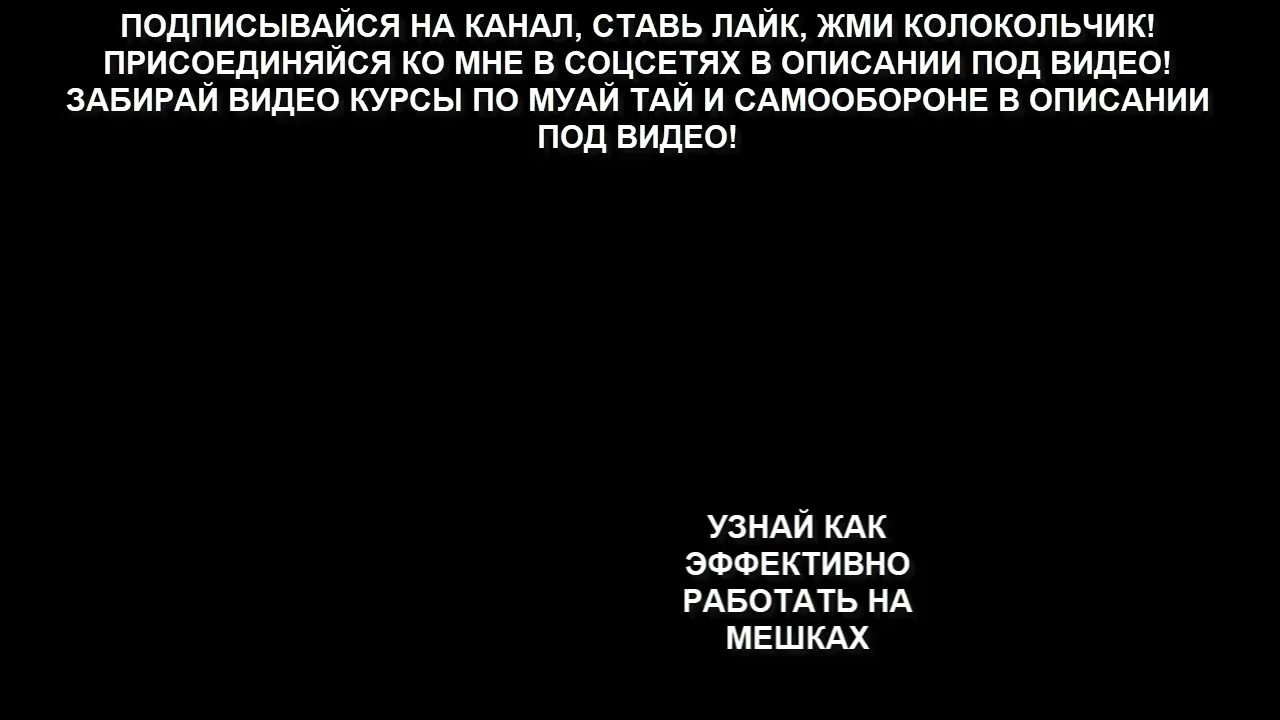 ПОДПИСЫВАЙСЯ НА КАНАЛ, СТАВЬ ЛАЙК, ЖМИ КОЛОКОЛЬЧИК!
ПРИСОЕДИНЯЙСЯ КО МНЕ В СОЦСЕТЯХ В ОПИСАНИИ ПОД ВИДЕО!
ЗАБИРАЙ ВИДЕО КУРСЫ ПО МУАЙ ТАЙ И САМООБОРОНЕ В ОПИСАНИИ
ПОД ВИДЕО!
УЗНАЙ КАК
ЭФФЕКТИВНО
РАБОТАТЬ НА
МЕШКАХ